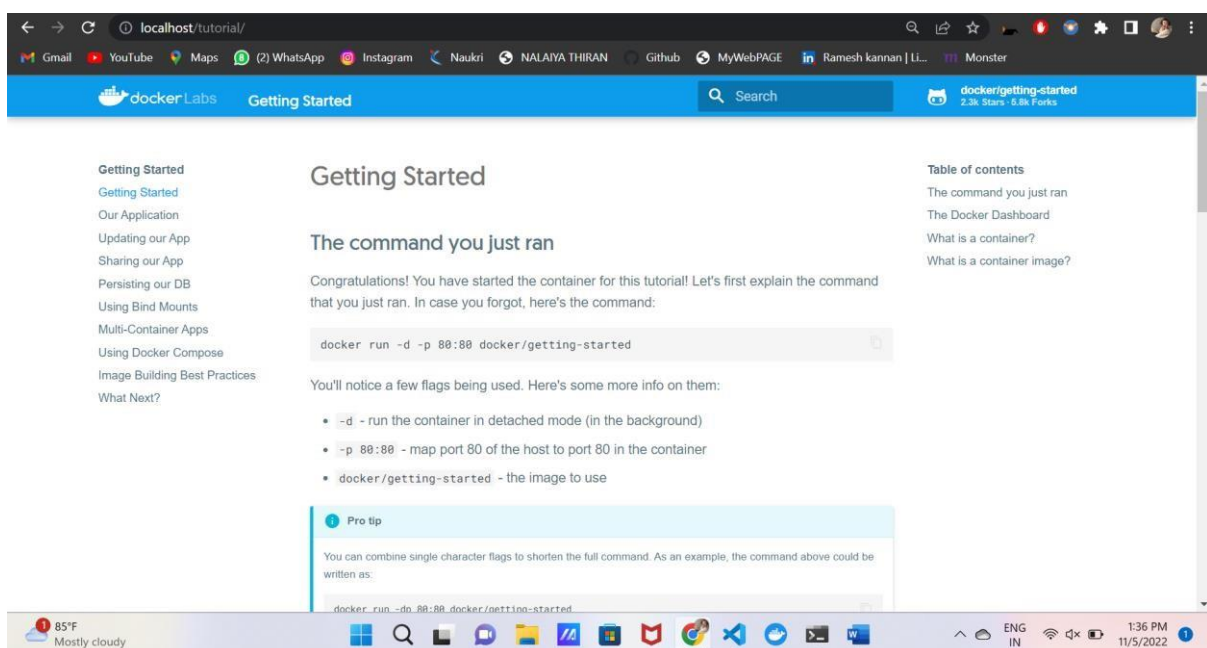 localhost/tutorial/
Gmail YouTube Maps (2) WhatsApp Instagram Naukri NALAIYA THIRAN Github MyWebPAGE Ramesh kannan | Li... Monster
docker Labs Getting Started Search docker/getting-started
2.3k Stars · 5.8k Forks
Getting Started
Getting Started
Our Application
Updating our App
Sharing our App
Persisting our DB
Using Bind Mounts
Multi-Container Apps
Using Docker Compose
Image Building Best Practices
What Next?
Getting Started
The command you just ran
Congratulations! You have started the container for this tutorial! Let's first explain the command
that you just ran. In case you forgot, here's the command:
docker run -d -p 80:80 docker/getting-started
You'll notice a few flags being used. Here's some more info on them:
-d - run the container in detached mode (in the background)
-p 80:80 - map port 80 of the host to port 80 in the container
docker/getting-started - the image to use
Pro tip
You can combine single character flags to shorten the full command. As an example, the command above could be
written as:
docker run -dp 80:80 docker/getting-started
Table of contents
The command you just ran
The Docker Dashboard
What is a container?
What is a container image?
1
85°F
Mostly cloudy
ENG
IN
1:36 PM
11/5/2022
1